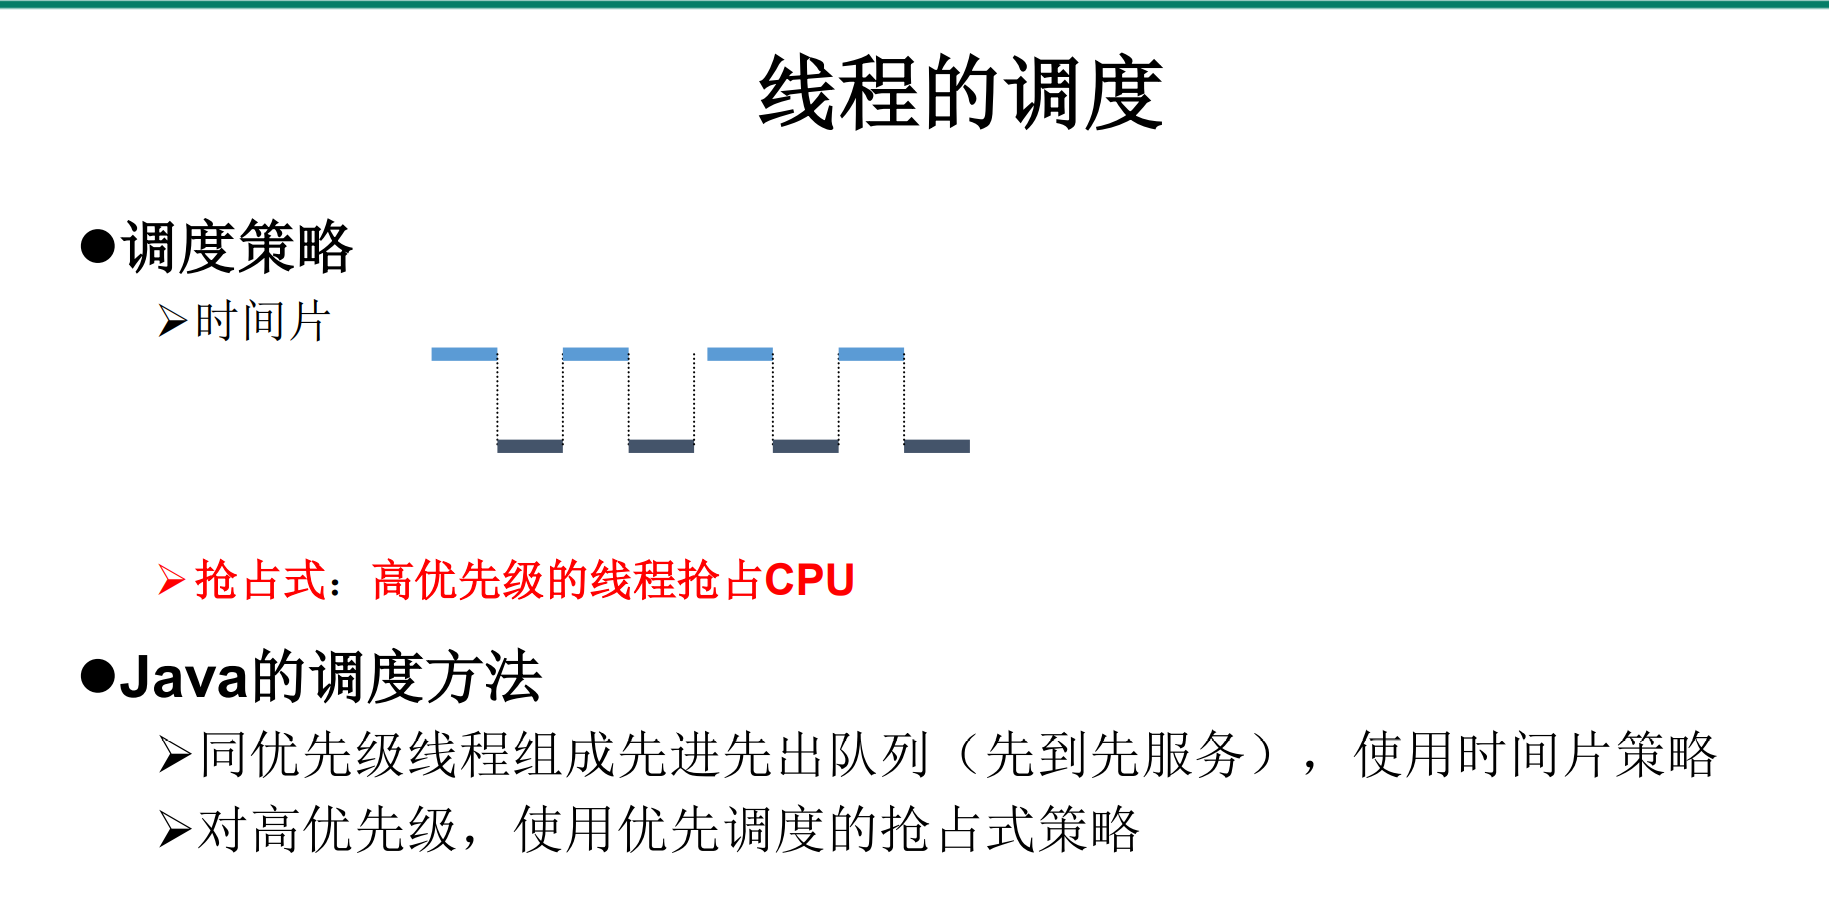 线程的调度
●调度策略
➢时间片
➢抢占式：高优先级的线程抢占CPU
●Java的调度方法
➢同优先级线程组成先进先出队列（先到先服务），使用时间片策略
➢对高优先级，使用优先调度的抢占式策略